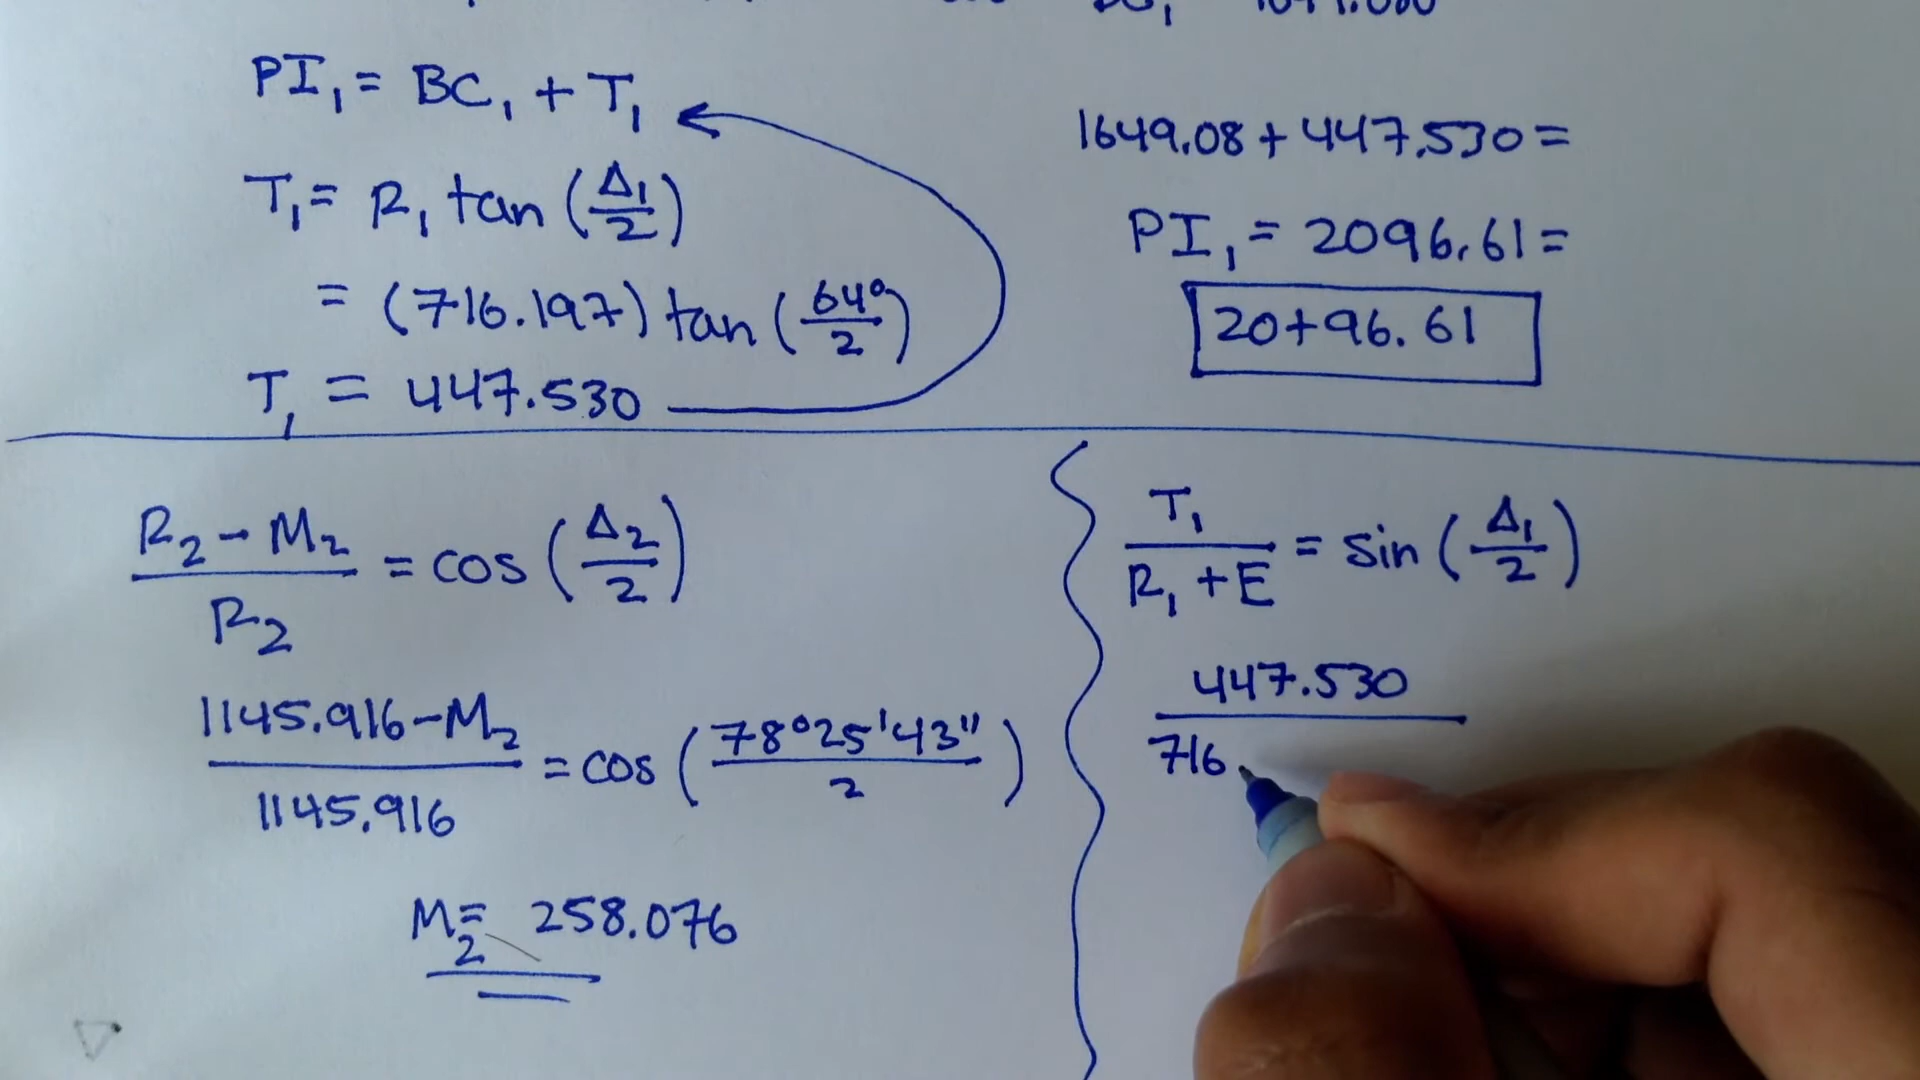 PI₁ = BC₁ + T₁
T₁ = R₁ tan (Δ₁/2)
= (716.197) tan (64°/2)
T₁ = 447.530
1649.08 + 447.530 =
PI₁ = 2096.61 =
20+96.61
(R₂ - M₂)/R₂ = cos (Δ₂/2)
(1145.916 - M₂)/1145.916 = cos (78°25'43"/2)
M₂ = 258.076
T₁/(R₁ + E) = sin (Δ₁/2)
447.530
716.